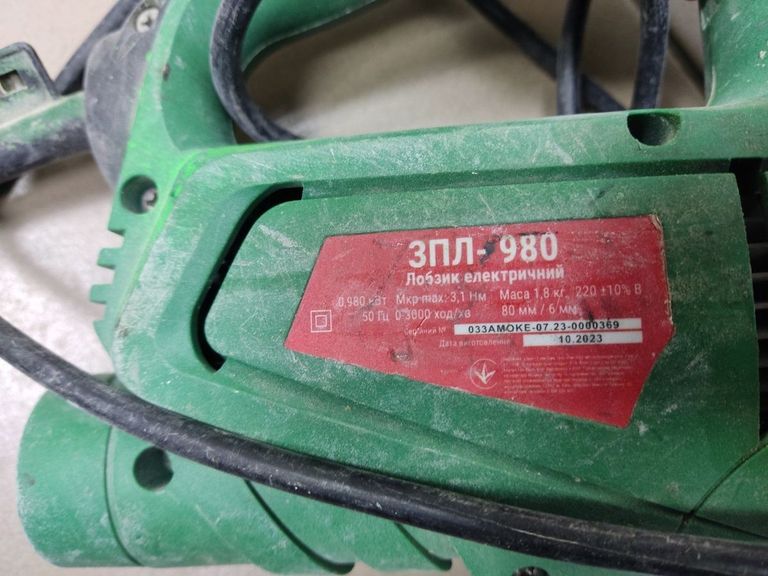 ЗПЛ- 980
Лобзик електричний
0,980 кВт Мкр max: 3,1 Нм Маса 1,8 кг 220 ±10% В
50 Гц 0-3000 ход/хв 80 мм / 6 мм
Серійний № 033AMOKE-07.23-0000369
Дата виготовлення 10.2023